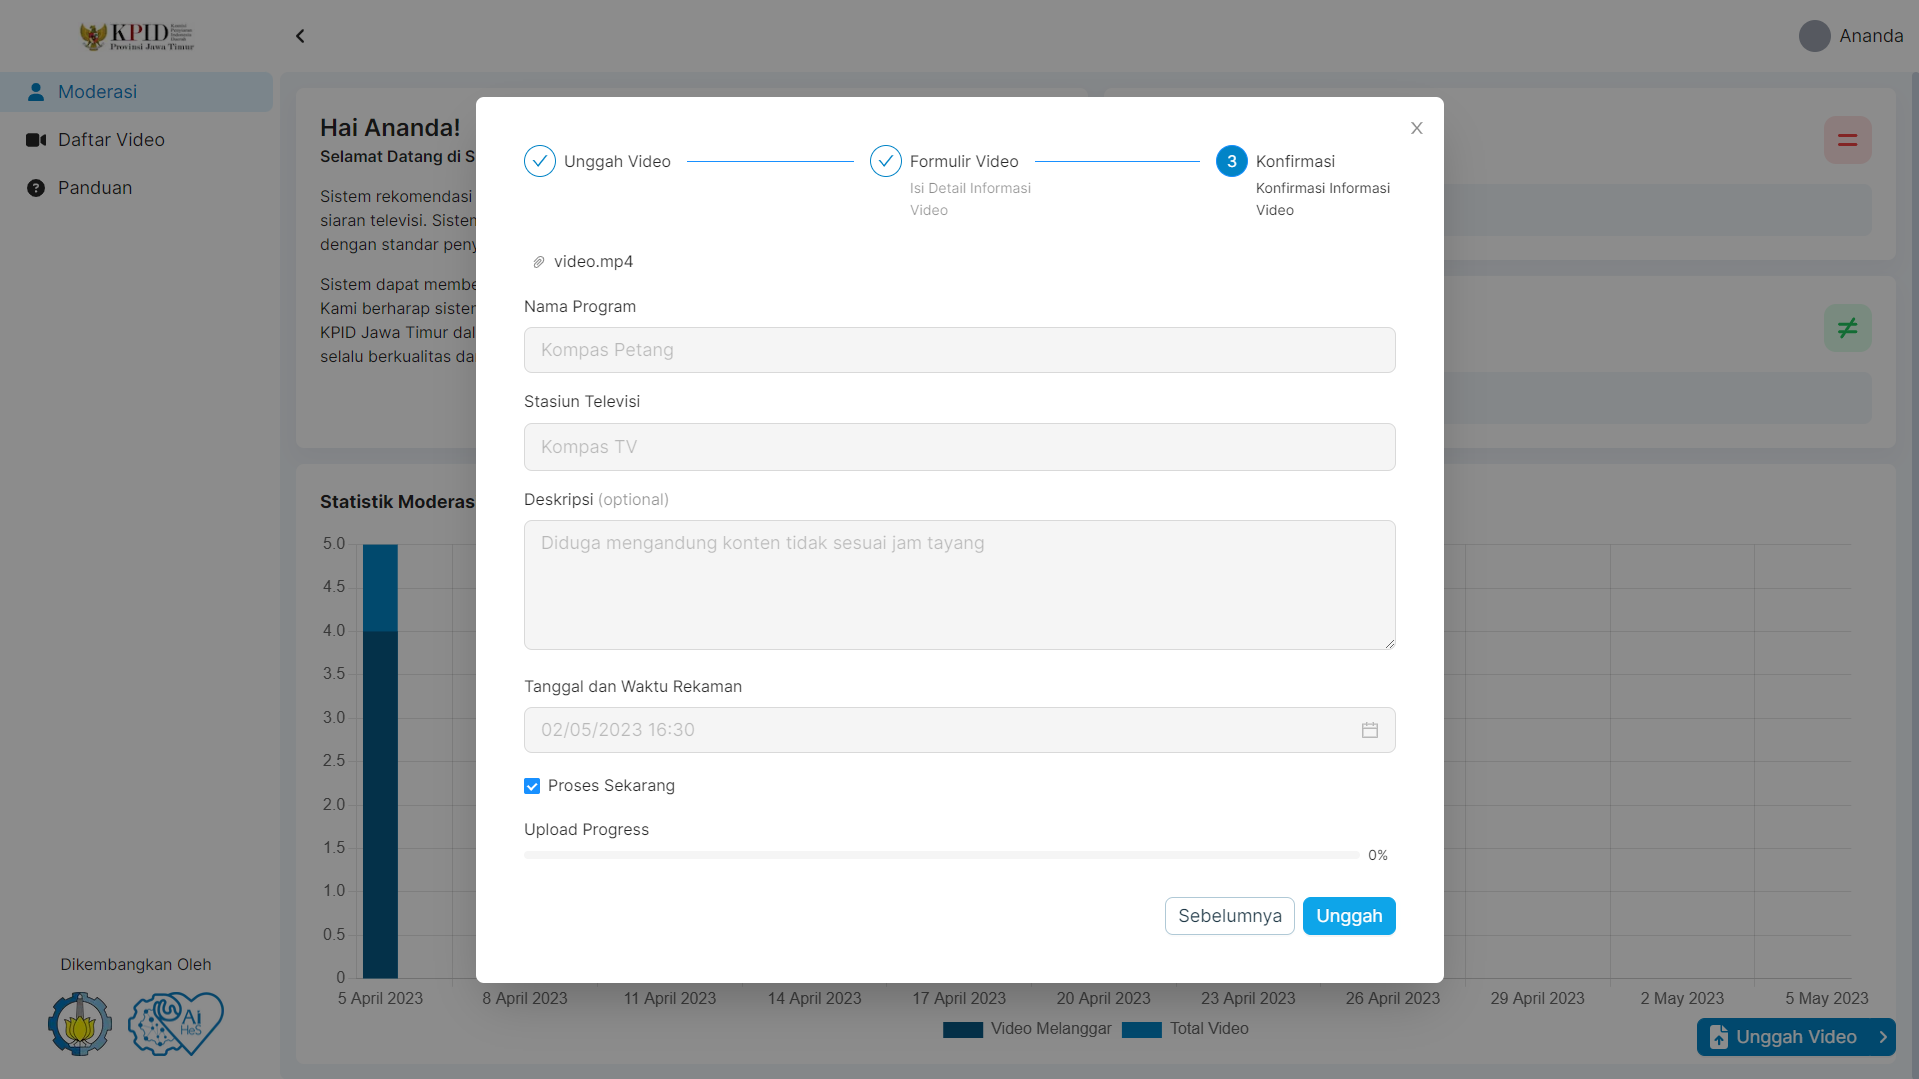 KPID
Provinsi Jawa Timur
Ananda
Moderasi
Daftar Video
Panduan
Hai Ananda!
Selamat Datang di S
Sistem rekomendasi
siaran televisi. Sistem
dengan standar peny
Sistem dapat membe
Kami berharap sistem
KPID Jawa Timur dal
selalu berkualitas da
Statistik Moderas
Unggah Video
Formulir Video
Isi Detail Informasi
Video
3
Konfirmasi
Konfirmasi Informasi
Video
video.mp4
Nama Program
Kompas Petang
Stasiun Televisi
Kompas TV
Deskripsi (optional)
Diduga mengandung konten tidak sesuai jam tayang
Tanggal dan Waktu Rekaman
02/05/2023 16:30
Proses Sekarang
Upload Progress
0%
Sebelumnya
Unggah
5.0
4.5
4.0
3.5
3.0
2.5
2.0
1.5
1.0
0.5
0
5 April 2023
8 April 2023
11 April 2023
14 April 2023
17 April 2023
20 April 2023
23 April 2023
26 April 2023
29 April 2023
2 May 2023
5 May 2023
Video Melanggar
Total Video
Dikembangkan Oleh
Ai
HeS
Unggah Video